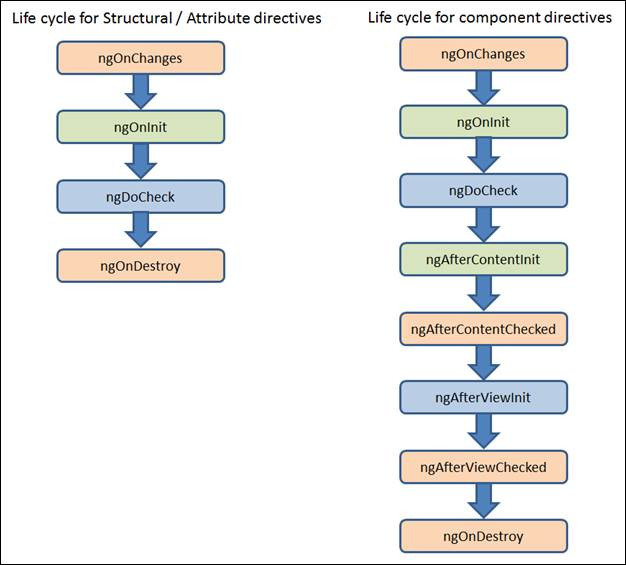 Life cycle for Structural / Attribute directives
ngOnChanges
ngOnInit
ngDoCheck
ngOnDestroy
Life cycle for component directives
ngOnChanges
ngOnInit
ngDoCheck
ngAfterContentInit
ngAfterContentChecked
ngAfterViewInit
ngAfterViewChecked
ngOnDestroy